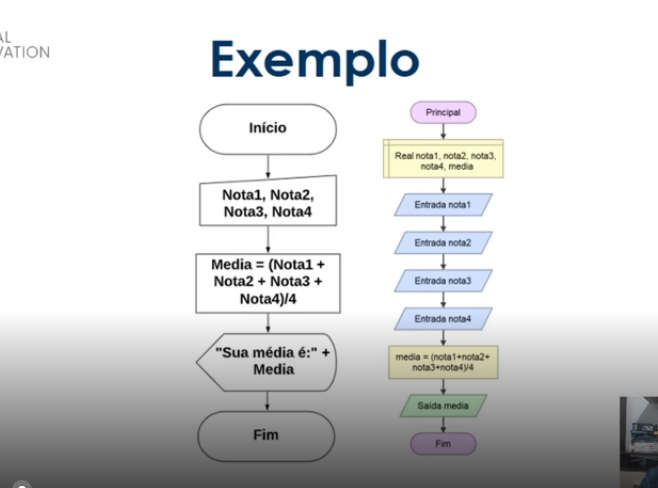 AL
VATION
Exemplo
Início
Nota1, Nota2,
Nota3, Nota4
Media = (Nota1 +
Nota2 + Nota3 +
Nota4)/4
"Sua média é:" +
Media
Fim
Principal
Real nota1, nota2, nota3,
nota4, media
Entrada nota1
Entrada nota2
Entrada nota3
Entrada nota4
media = (nota1+nota2+
nota3+nota4)/4
Saída media
Fim